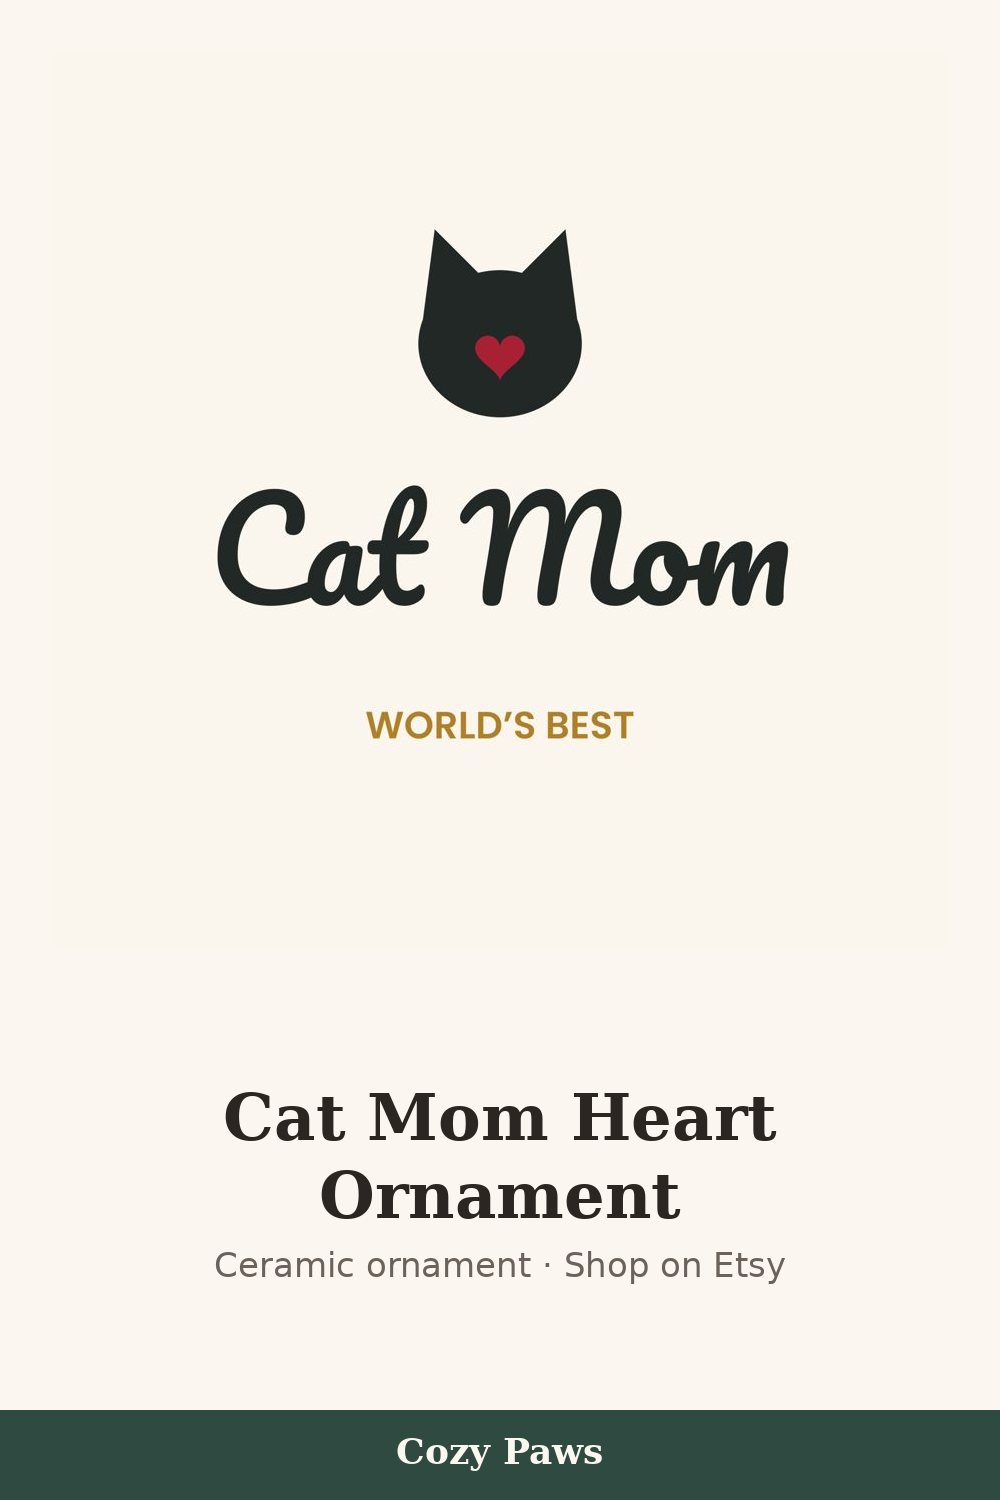 Cat Mom
WORLD’S BEST
Cat Mom Heart
Ornament
Ceramic ornament · Shop on Etsy
Cozy Paws